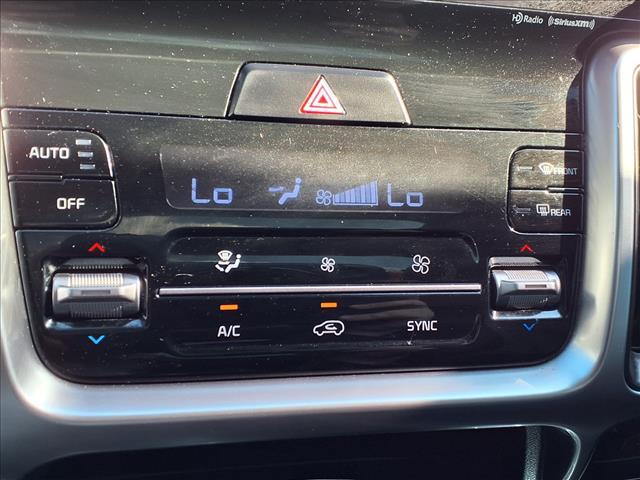 HD Radio ((SiriusXM))
AUTO
Lo Lo
FRONT
OFF
REAR
A/C SYNC